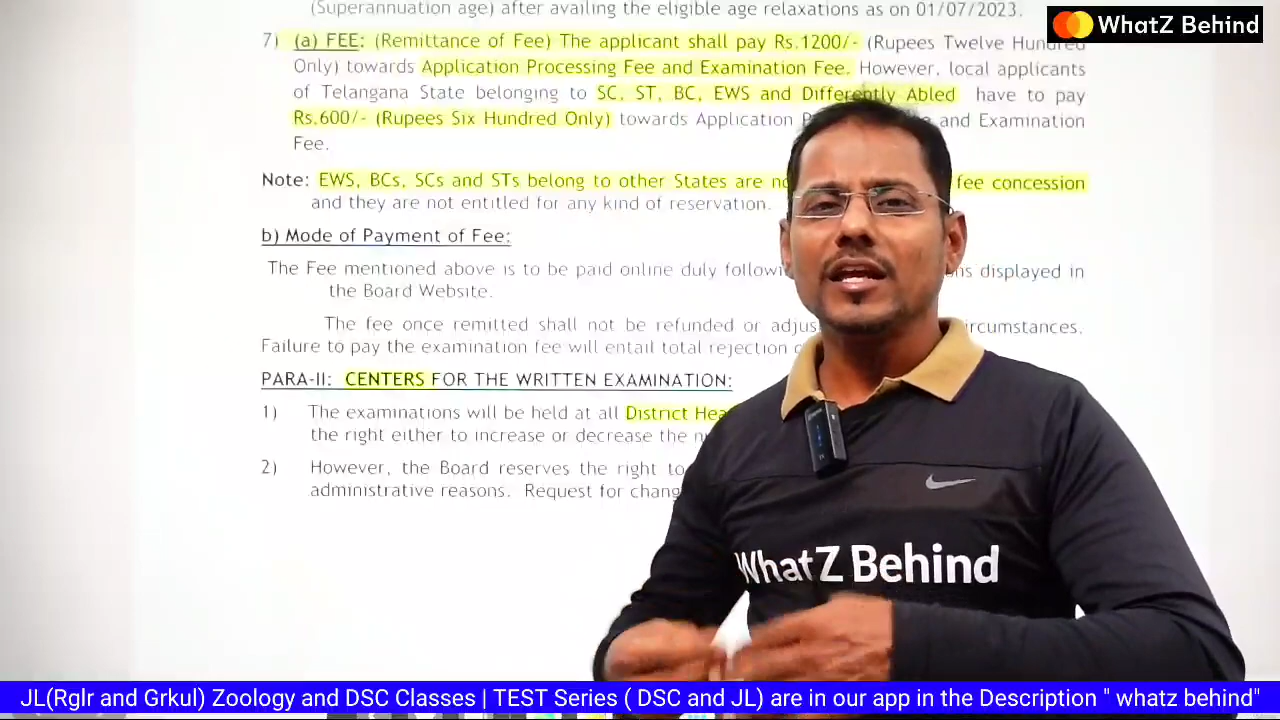 (Superannuation age) after availing the eligible age relaxations as on 01/07/2023.
WhatZ Behind
7) (a) FEE: (Remittance of Fee) The applicant shall pay Rs.1200/- (Rupees Twelve Hundred
Only) towards Application Processing Fee and Examination Fee. However, local applicants
of Telangana State belonging to SC, ST, BC, EWS and Differently Abled have to pay
Rs.600/- (Rupees Six Hundred Only) towards Application and Examination
Fee.
Note: EWS, BCs, SCs and STs belong to other States are fee concession
and they are not entitled for any kind of reservation.
b) Mode of Payment of Fee:
The Fee mentioned above is to be paid online duly displayed in
the Board Website.
The fee once remitted shall not be refunded or
Failure to pay the examination fee will entail total rejection
PARA-II: CENTERS FOR THE WRITTEN EXAMINATION:
1) The examinations will be held at all District
the right either to increase or decrease the
2) However, the Board reserves the right to
administrative reasons. Request for
WhatZ Behind
JL(Rglr and Grkul) Zoology and DSC Classes | TEST Series ( DSC and JL) are in our app in the Description " whatz behind"